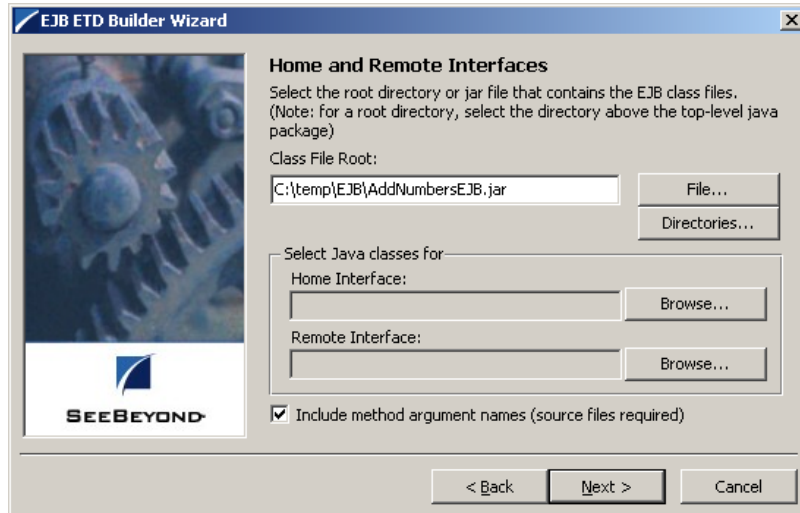 EJB ETD Builder Wizard
Home and Remote Interfaces
Select the root directory or jar file that contains the EJB class files.
(Note: for a root directory, select the directory above the top-level java
package)
Class File Root:
C:\temp\EJB\AddNumbersEJB.jar
File...
Directories...
Select Java classes for
Home Interface:
Browse...
Remote Interface:
Browse...
SEEBEYOND
Include method argument names (source files required)
< Back
Next >
Cancel